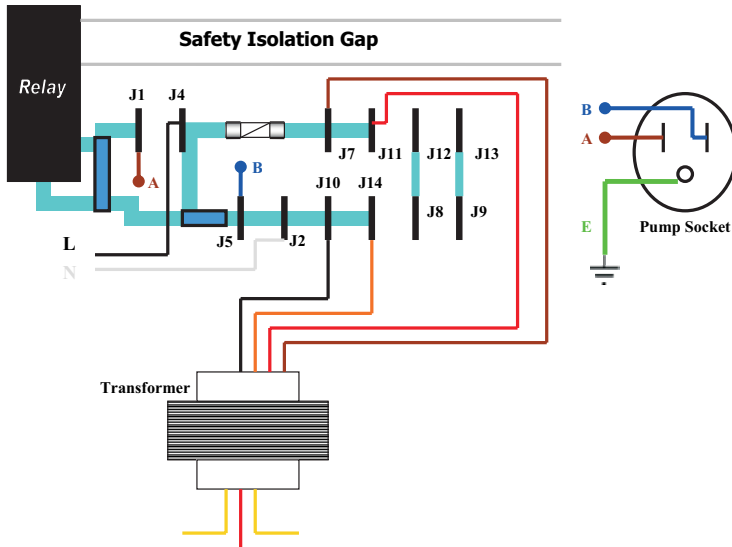 Safety Isolation Gap
Relay
J1
J4
J7
J11
J12
J13
A
B
J10
J14
J8
J9
J5
J2
L
N
B
A
E
Pump Socket
Transformer